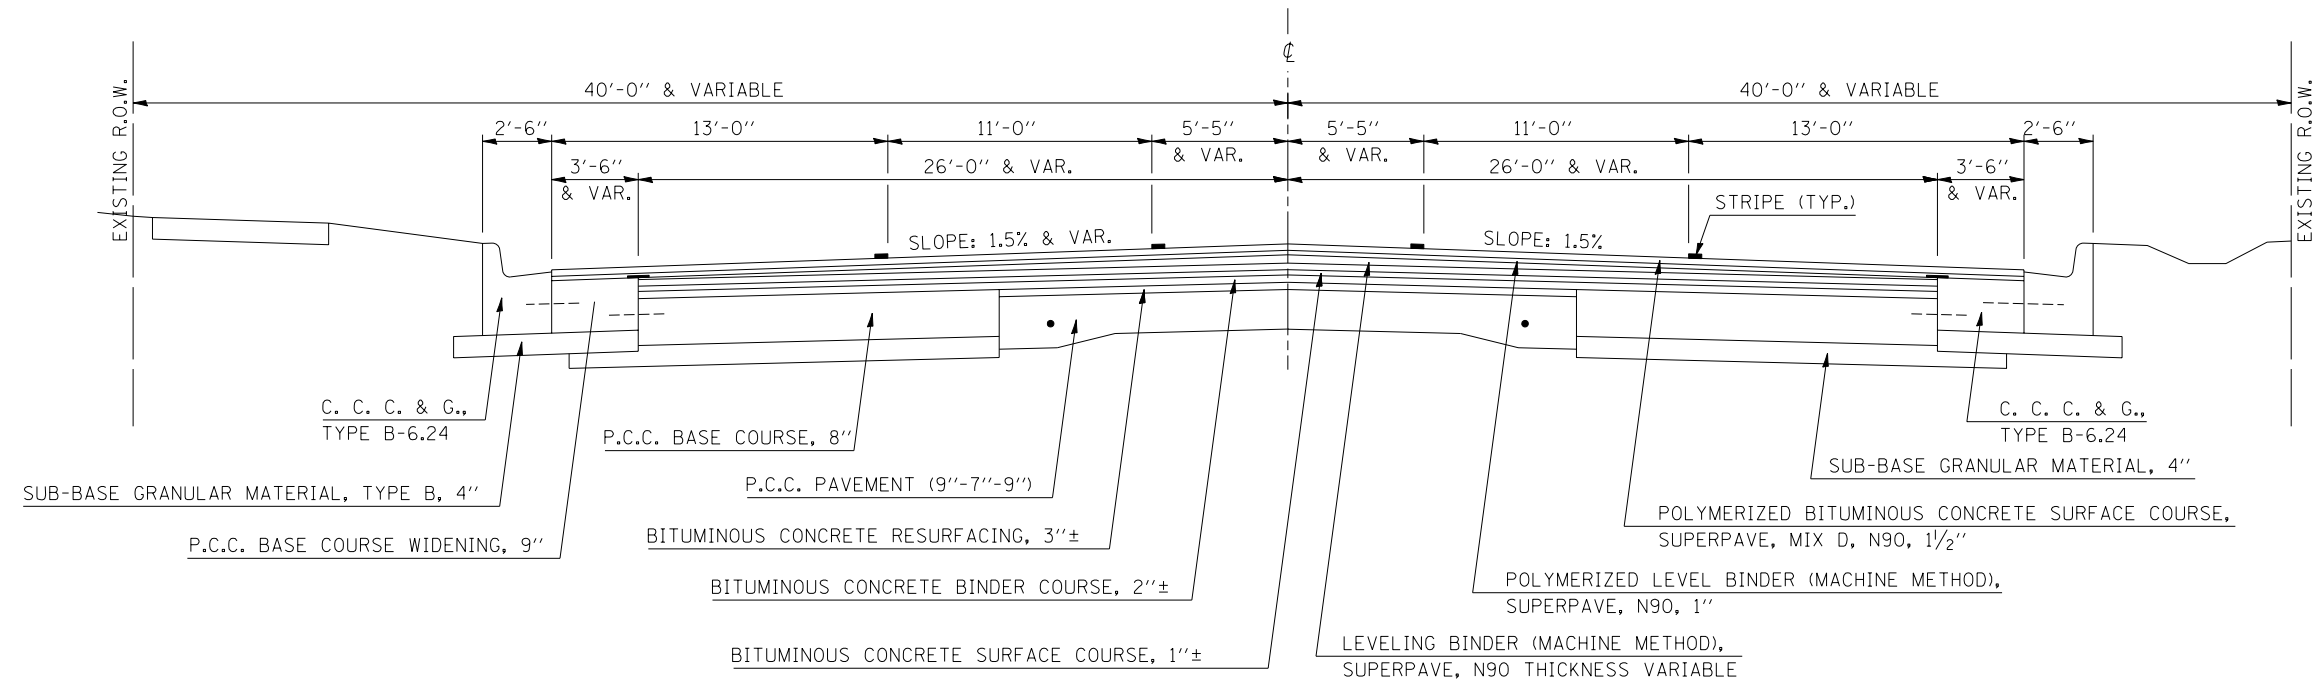 ℄
40'-0" & VARIABLE
40'-0" & VARIABLE
EXISTING R.O.W.
EXISTING R.O.W.
2'-6"
13'-0"
11'-0"
5'-5"
& VAR.
5'-5"
& VAR.
11'-0"
13'-0"
2'-6"
3'-6"
& VAR.
26'-0" & VAR.
26'-0" & VAR.
3'-6"
& VAR.
STRIPE (TYP.)
SLOPE: 1.5% & VAR.
SLOPE: 1.5%
C. C. C. & G.,
TYPE B-6.24
SUB-BASE GRANULAR MATERIAL, TYPE B, 4"
P.C.C. BASE COURSE WIDENING, 9"
P.C.C. BASE COURSE, 8"
P.C.C. PAVEMENT (9"-7"-9")
BITUMINOUS CONCRETE RESURFACING, 3"±
BITUMINOUS CONCRETE BINDER COURSE, 2"±
BITUMINOUS CONCRETE SURFACE COURSE, 1"±
C. C. C. & G.,
TYPE B-6.24
SUB-BASE GRANULAR MATERIAL, 4"
POLYMERIZED BITUMINOUS CONCRETE SURFACE COURSE,
SUPERPAVE, MIX D, N90, 1 1/2"
POLYMERIZED LEVEL BINDER (MACHINE METHOD),
SUPERPAVE, N90, 1"
LEVELING BINDER (MACHINE METHOD),
SUPERPAVE, N90 THICKNESS VARIABLE